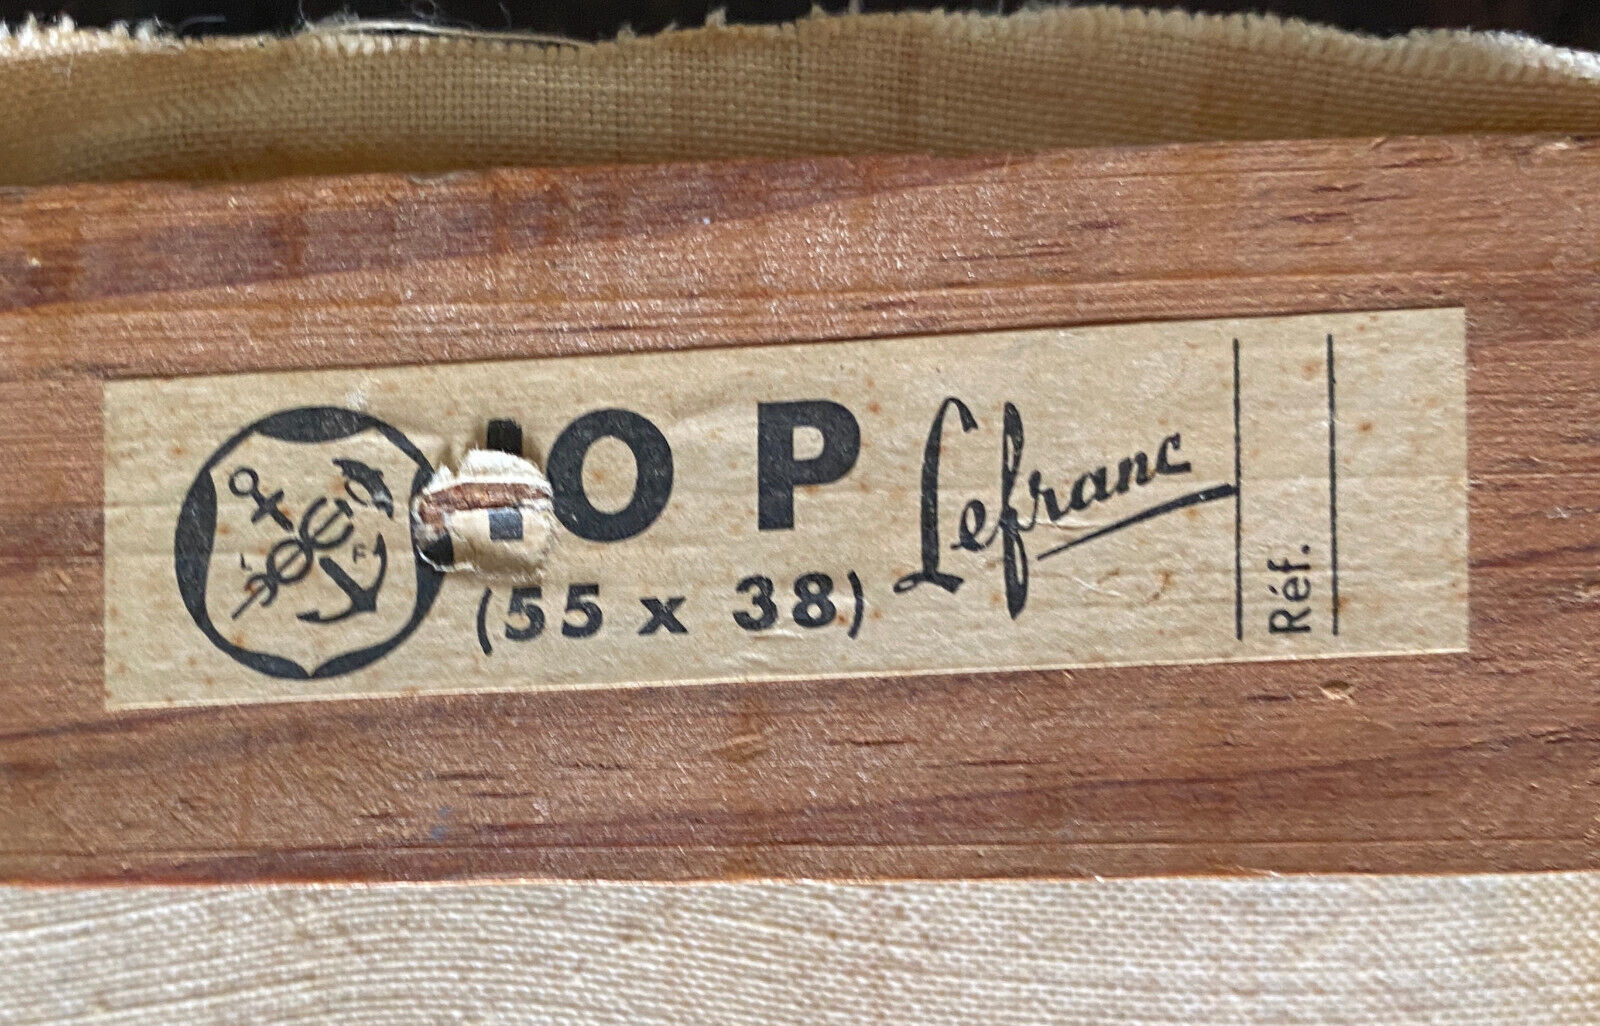 10 P
(55 x 38)
Lefranc
Réf.